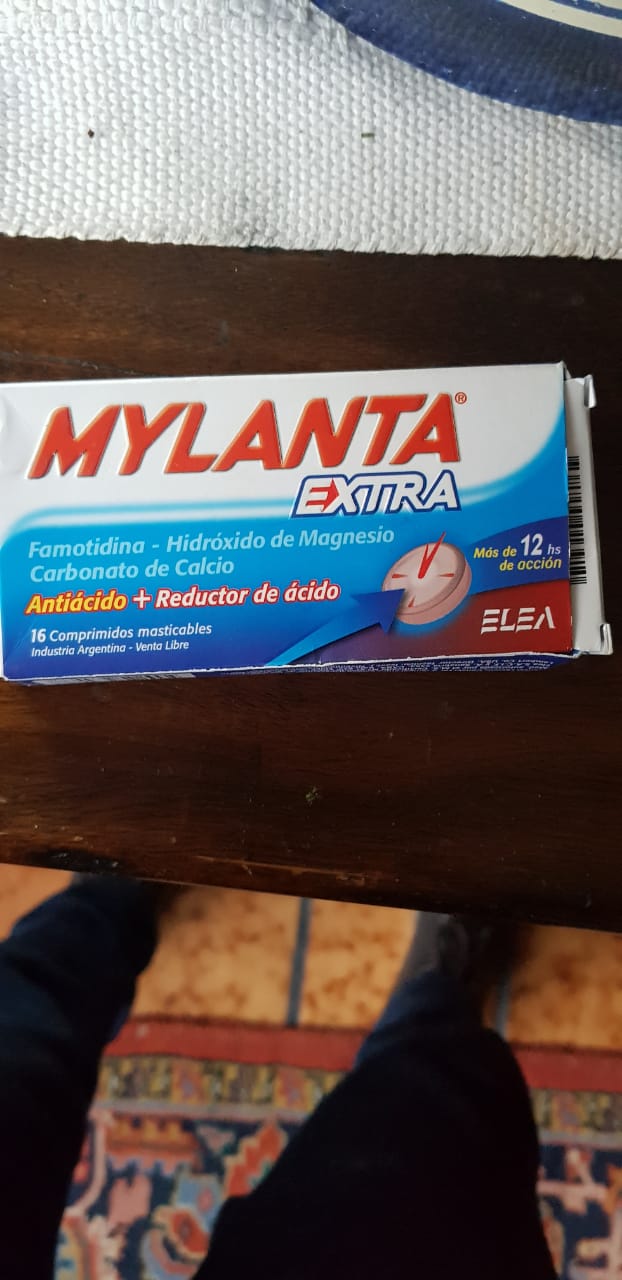 MYLANTA®
EXTRA
Famotidina - Hidróxido de Magnesio
Carbonato de Calcio
Antiácido + Reductor de ácido
Más de 12 hs
de acción
16 Comprimidos masticables
Industria Argentina - Venta Libre
ELEA